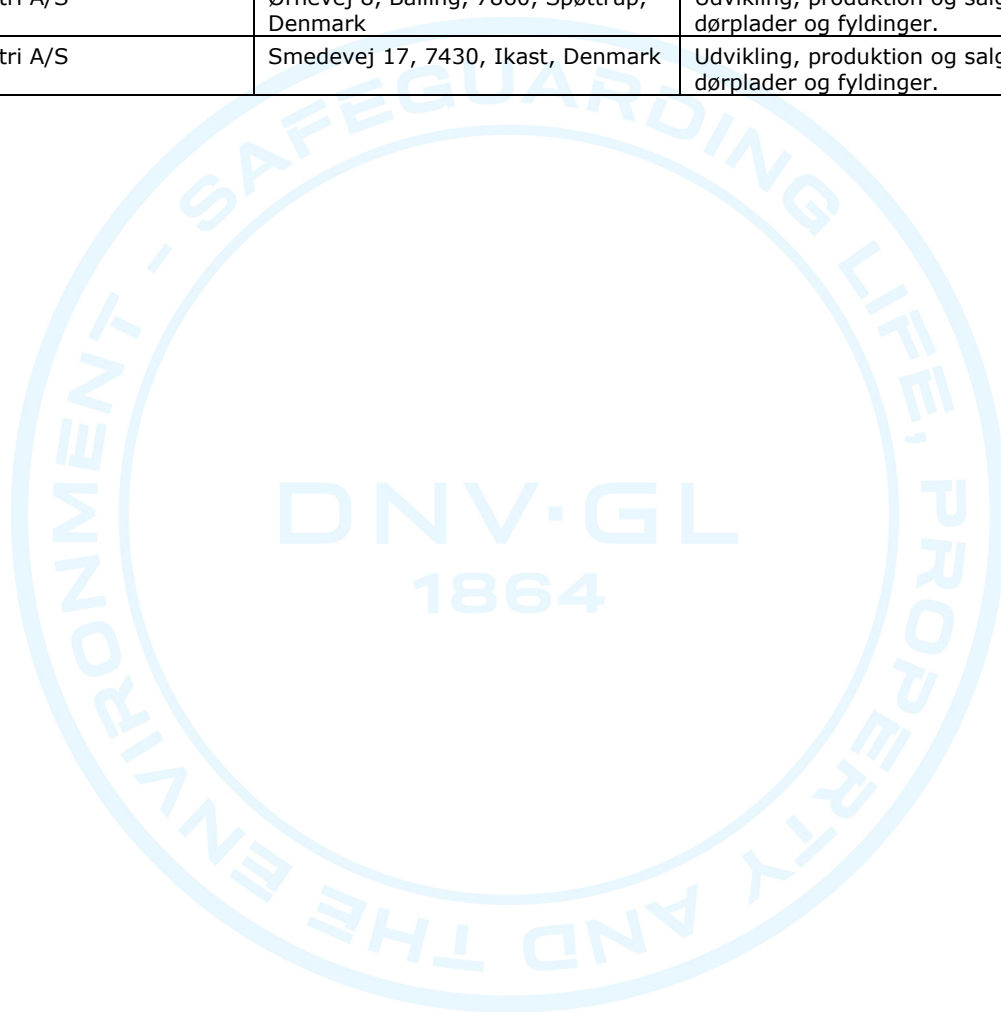 tri A/S Ørnevej 8, Balling, 7860, Spøttrup, Udvikling, produktion og salg
Denmark dørplader og fyldinger.
tri A/S Smedevej 17, 7430, Ikast, Denmark Udvikling, produktion og salg
dørplader og fyldinger.
SAFEGUARDING LIFE, PROPERTY AND THE ENVIRONMENT -
DNV·GL
1864